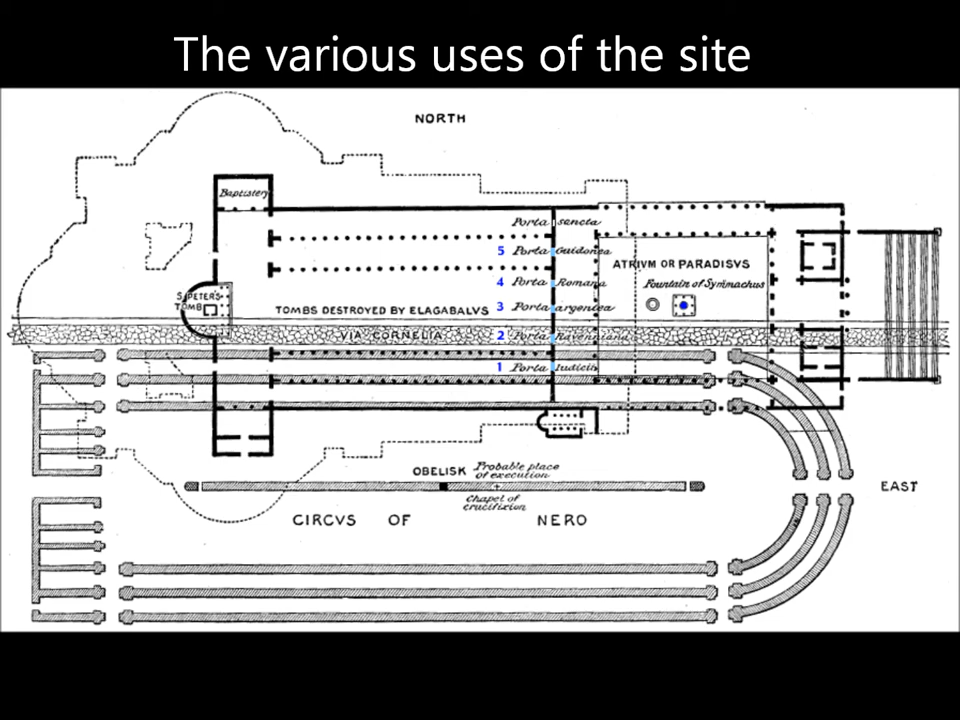 The various uses of the site
NORTH
Baptistery
Porta sancta
5 Porta Guidonea
4 Porta Romana
3 Porta argentea
2 Porta Ravenniana
1 Porta Iudicii
ATRIVM OR PARADISVS
Fountain of Symmachus
S. PETER'S
TOMB
TOMBS DESTROYED BY ELAGABALVS
VIA CORNELIA
OBELISK
Probable place
of execution
Chapel of
crucifixion
CIRCVS OF NERO
EAST